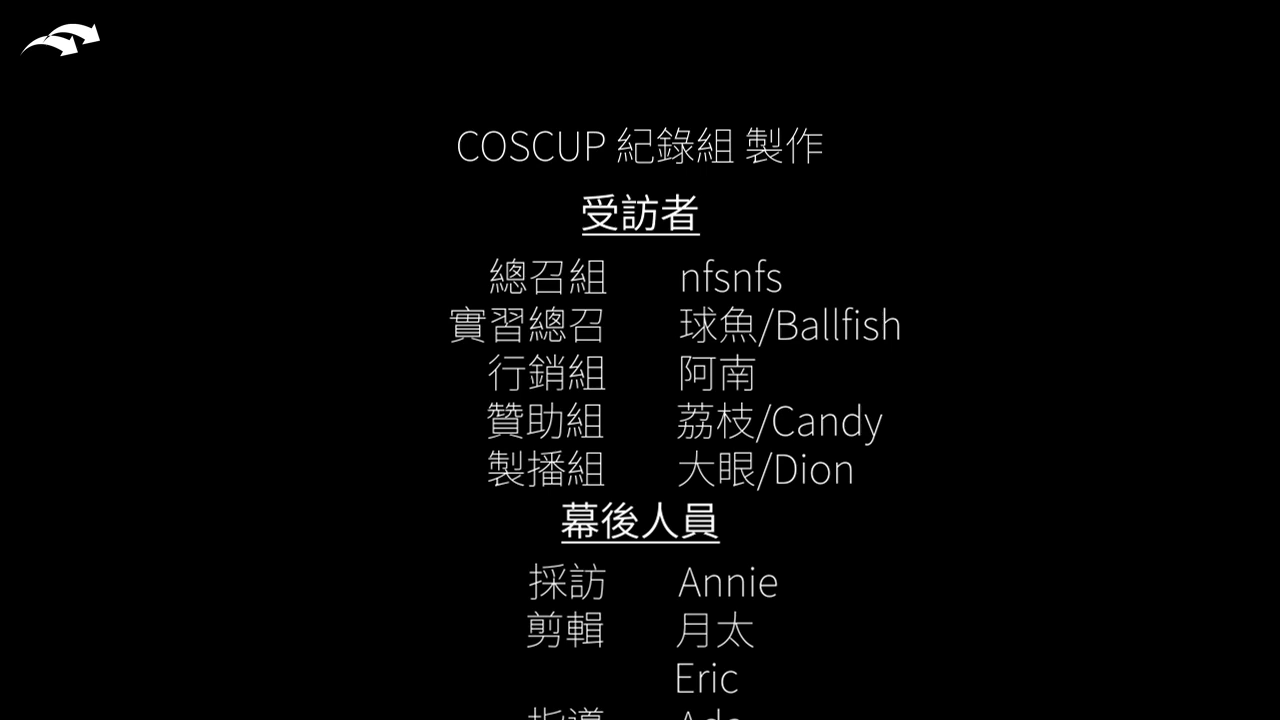 COSCUP 紀錄組 製作
受訪者
總召組 nfsnfs
實習總召 球魚/Ballfish
行銷組 阿南
贊助組 荔枝/Candy
製播組 大眼/Dion
幕後人員
採訪 Annie
剪輯 月太
Eric